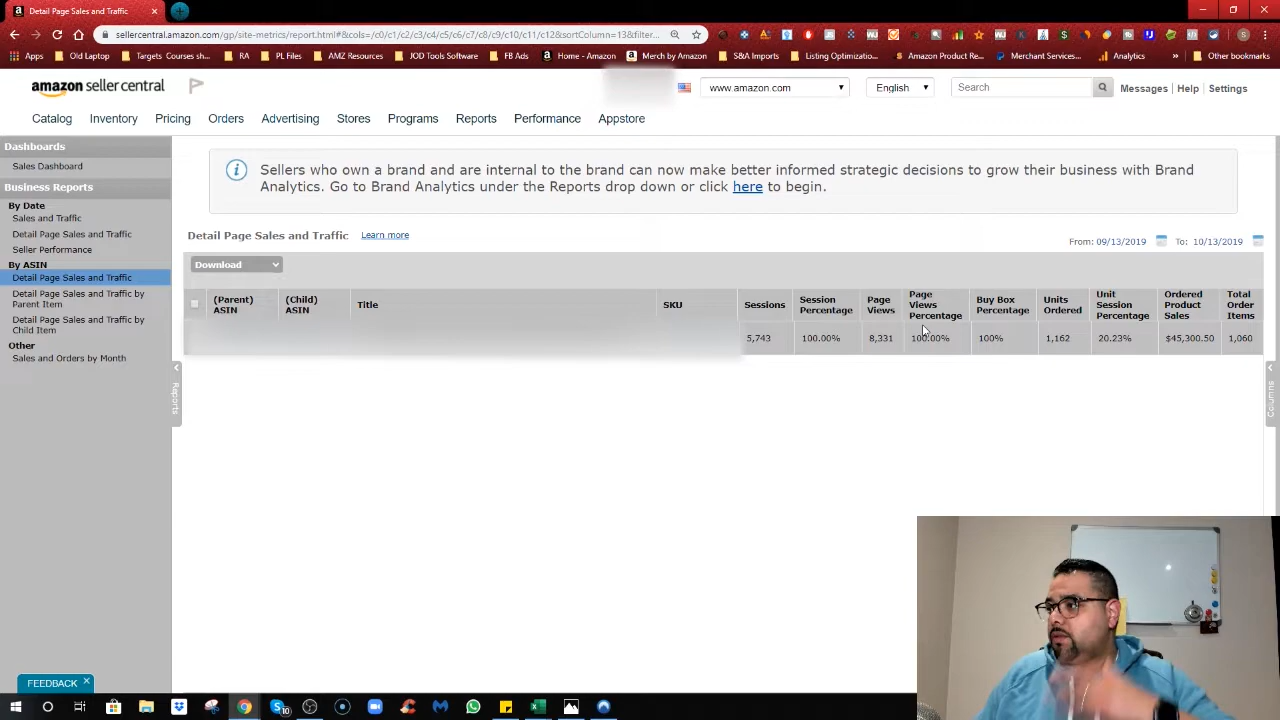 Detail Page Sales and Traffic
sellercentral.amazon.com/gp/site-metrics/report.html#&cols=/c0/c1/c2/c3/c4/c5/c6/c7/c8/c9/c10/c11/c12&sortColumn=13&filter...
Apps Old Laptop Targets Courses sh... RA PL Files AMZ Resources JOD Tools Software FB Ads Home - Amazon Merch by Amazon S&A Imports Listing Optimizatio... Amazon Product Re... Merchant Services... Analytics » Other bookmarks
amazon seller central www.amazon.com English Search Messages Help Settings
Catalog Inventory Pricing Orders Advertising Stores Programs Reports Performance Appstore
Dashboards
Sales Dashboard
Business Reports
By Date
Sales and Traffic
Detail Page Sales and Traffic
Seller Performance
By ASIN
Detail Page Sales and Traffic
Detail Page Sales and Traffic by
Parent Item
Detail Page Sales and Traffic by
Child Item
Other
Sales and Orders by Month
Reports
Sellers who own a brand and are internal to the brand can now make better informed strategic decisions to grow their business with Brand
Analytics. Go to Brand Analytics under the Reports drop down or click here to begin.
Detail Page Sales and Traffic Learn more From: 09/13/2019 To: 10/13/2019
Download
(Parent) ASIN (Child) ASIN Title SKU Sessions Session Percentage Page Views Page Views Percentage Buy Box Percentage Units Ordered Unit Session Percentage Ordered Product Sales Total Order Items
5,743 100.00% 8,331 100.00% 100% 1,162 20.23% $45,300.50 1,060
Columns
FEEDBACK